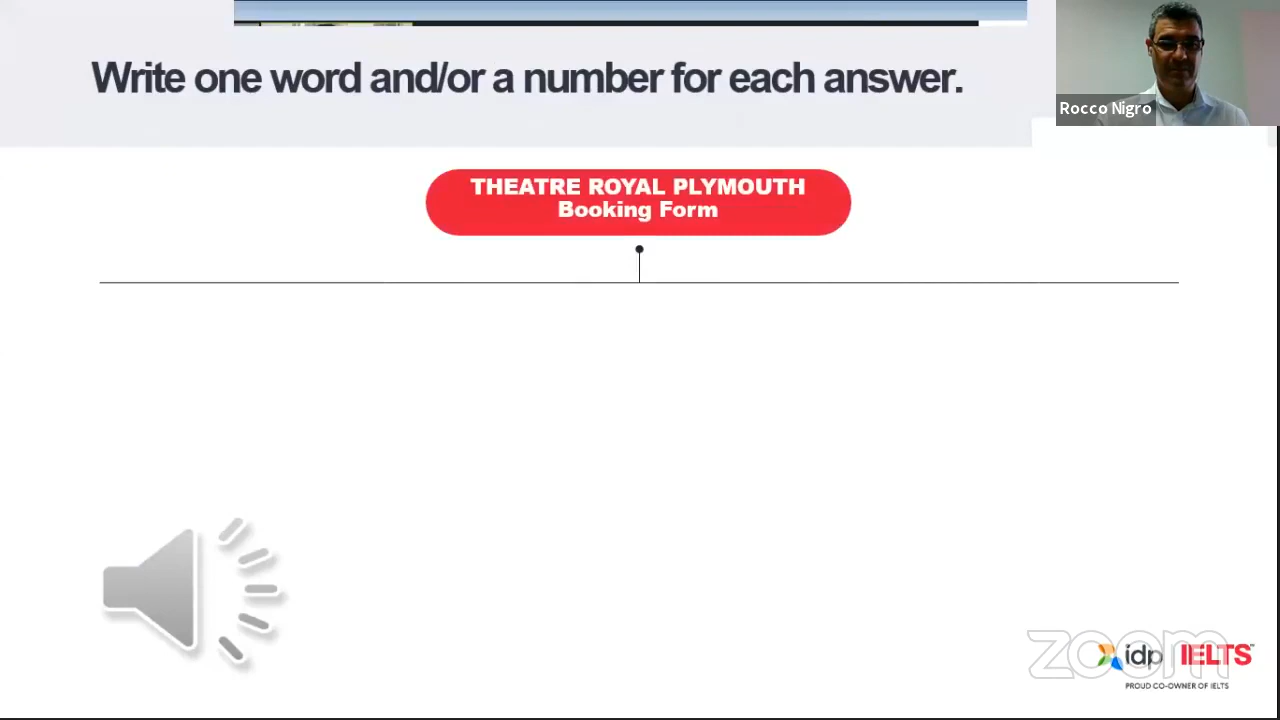 Write one word and/or a number for each answer.
Rocco Nigro
THEATRE ROYAL PLYMOUTH
Booking Form
zoom
idp IELTS
PROUD CO-OWNER OF IELTS